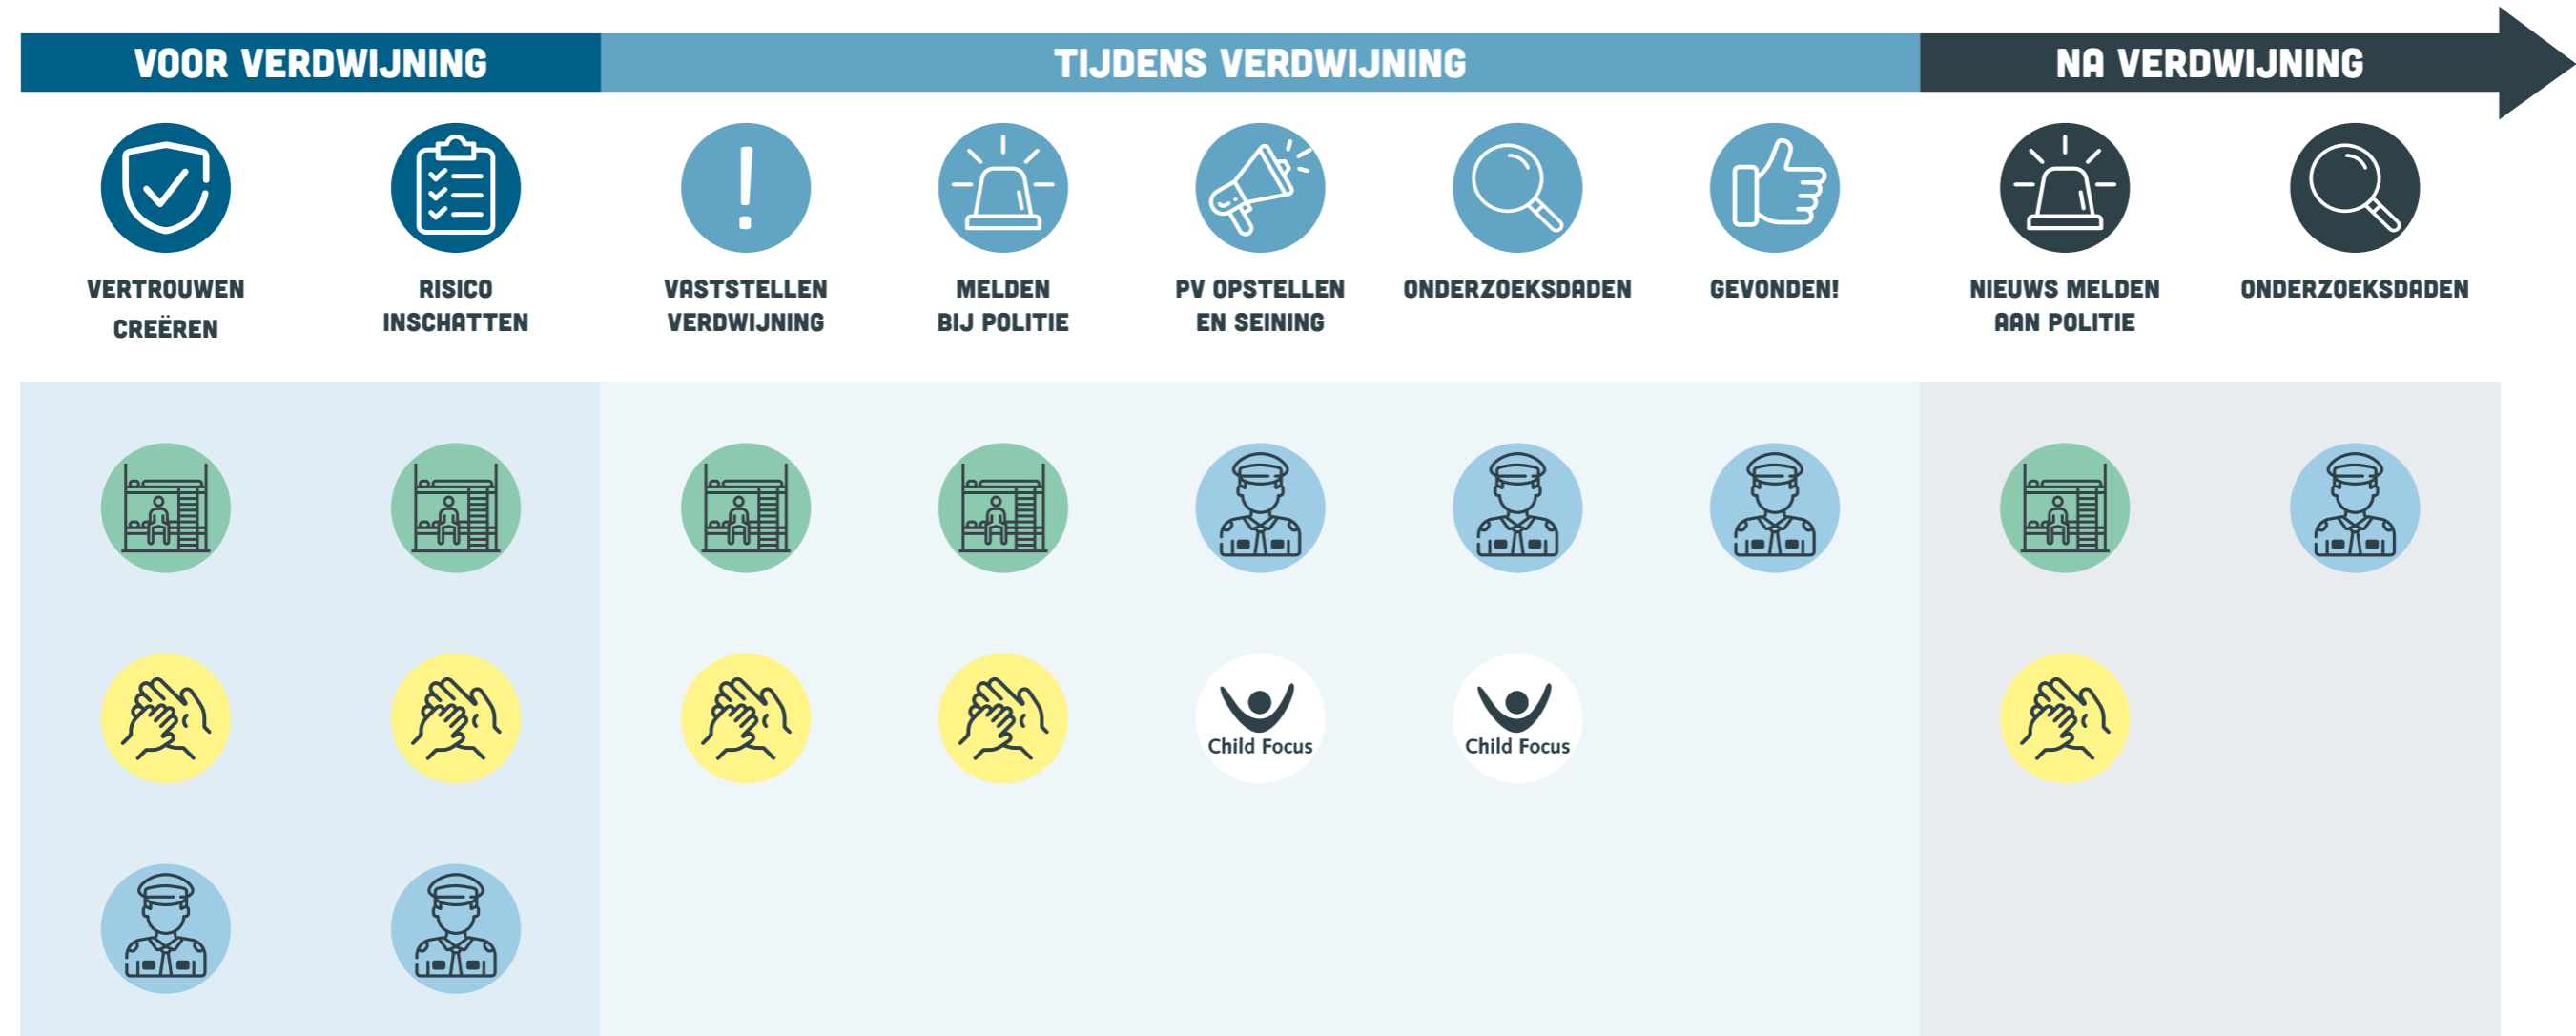 VOOR VERDWIJNING
TIJDENS VERDWIJNING
NA VERDWIJNING
VERTROUWEN
CREËREN
RISICO
INSCHATTEN
VASTSTELLEN
VERDWIJNING
MELDEN
BIJ POLITIE
PV OPSTELLEN
EN SEINING
ONDERZOEKSDADEN
GEVONDEN!
NIEUWS MELDEN
AAN POLITIE
ONDERZOEKSDADEN
Child Focus
Child Focus